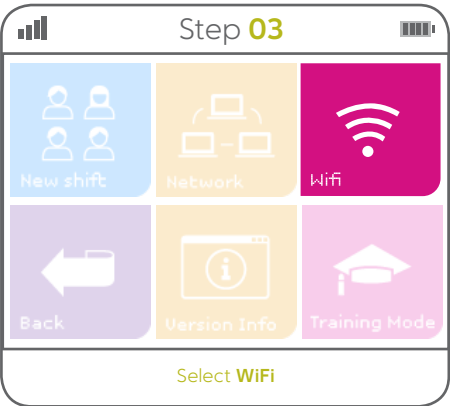 Step 03
New shift
Network
Wifi
Back
Version Info
Training Mode
Select WiFi